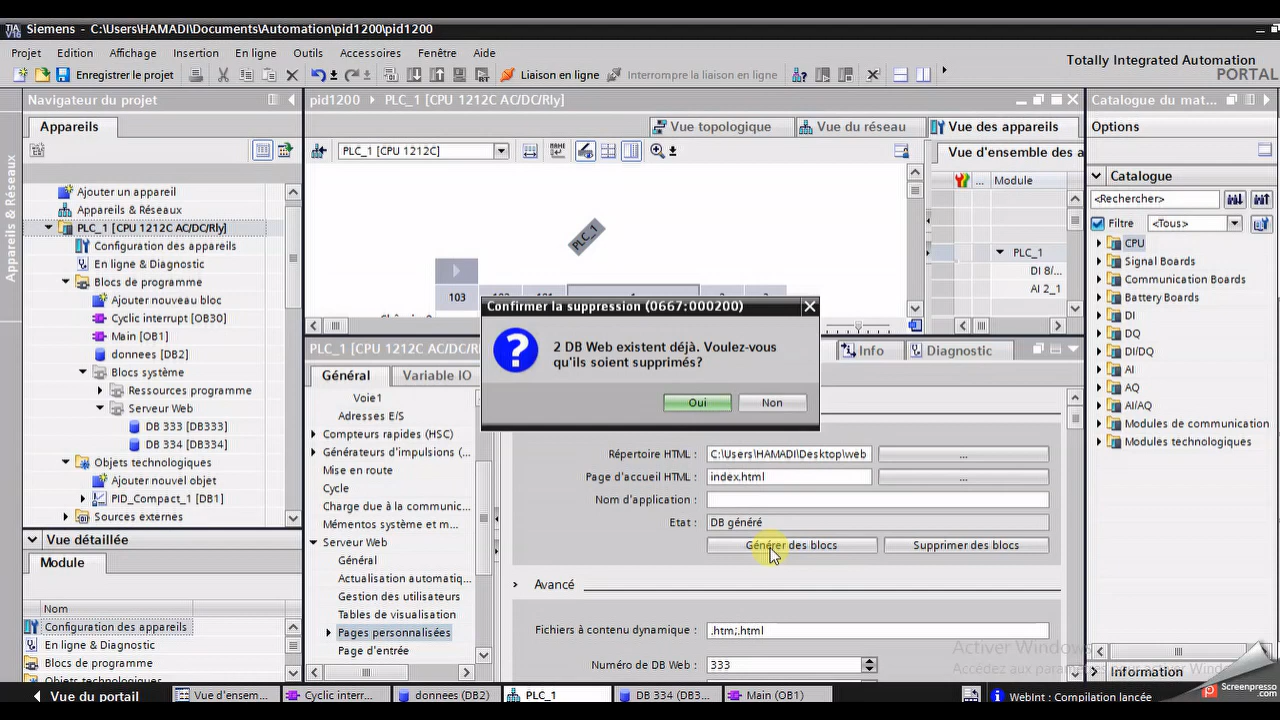 Siemens - C:\Users\HAMADI\Documents\Automation\pid1200\pid1200
Projet Edition Affichage Insertion En ligne Outils Accessoires Fenêtre Aide
Totally Integrated Automation
PORTAL
Enregistrer le projet
Liaison en ligne
Interrompre la liaison en ligne
Navigateur du projet
pid1200 PLC_1 [CPU 1212C AC/DC/Rly]
Catalogue du mat...
Appareils
Vue topologique
Vue du réseau
Vue des appareils
Options
PLC_1 [CPU 1212C]
Vue d'ensemble des a
Appareils & Réseaux
... Module
PLC_1
DI 8/...
AI 2_1
Catalogue
<Rechercher>
Filtre <Tous>
CPU
Signal Boards
Communication Boards
Battery Boards
DI
DQ
DI/DQ
AI
AQ
AI/AQ
Modules de communication
Modules technologiques
Ajouter un appareil
Appareils & Réseaux
PLC_1 [CPU 1212C AC/DC/Rly]
Configuration des appareils
En ligne & Diagnostic
Blocs de programme
Ajouter nouveau bloc
Cyclic interrupt [OB30]
Main [OB1]
donnees [DB2]
Blocs système
Ressources programme
Serveur Web
DB 333 [DB333]
DB 334 [DB334]
Objets technologiques
Ajouter nouvel objet
PID_Compact_1 [DB1]
Sources externes
PLC_1
103
Confirmer la suppression (0667:000200)
2 DB Web existent déjà. Voulez-vous
qu'ils soient supprimés?
Oui Non
PLC_1 [CPU 1212C AC/DC/R
Info
Diagnostic
Général
Variable IO
Voie1
Adresses E/S
Compteurs rapides (HSC)
Générateurs d'impulsions (...
Mise en route
Cycle
Charge due à la communic...
Mémentos système et m...
Serveur Web
Général
Actualisation automatiq...
Gestion des utilisateurs
Tables de visualisation
Pages personnalisées
Page d'entrée
Répertoire HTML : C:\Users\HAMADI\Desktop\web ...
Page d'accueil HTML : index.html ...
Nom d'application :
Etat : DB généré
Générer des blocs Supprimer des blocs
Avancé
Fichiers à contenu dynamique : .htm;.html
Numéro de DB Web : 333
Vue détaillée
Module
Nom
Configuration des appareils
En ligne & Diagnostic
Blocs de programme
Objets technologiques
Activer Windows
Accédez aux paramètres pour activer Windows
Information
Vue du portail
Vue d'ensem...
Cyclic interr...
donnees (DB2)
PLC_1
DB 334 (DB3...
Main (OB1)
WebInt : Compilation lancée
Screenpresso.com